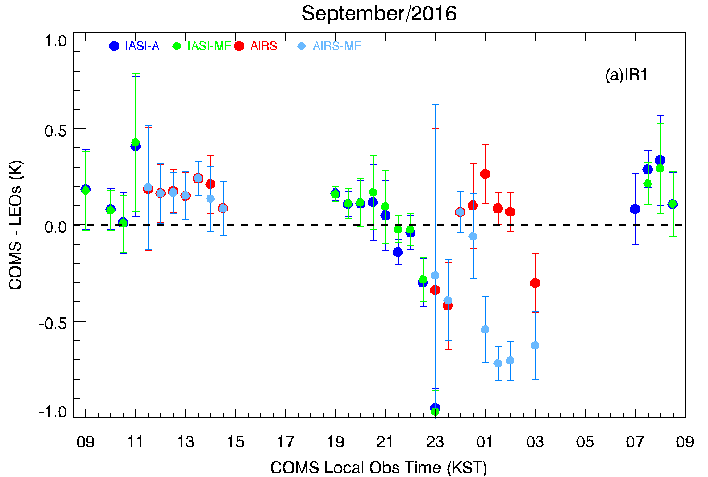 September/2016
1.0
IASI-A IASI-MF AIRS AIRS-MF
(a)IR1
0.5
0.0
-0.5
-1.0
COMS - LEOs (K)
09 11 13 15 17 19 21 23 01 03 05 07 09
COMS Local Obs Time (KST)